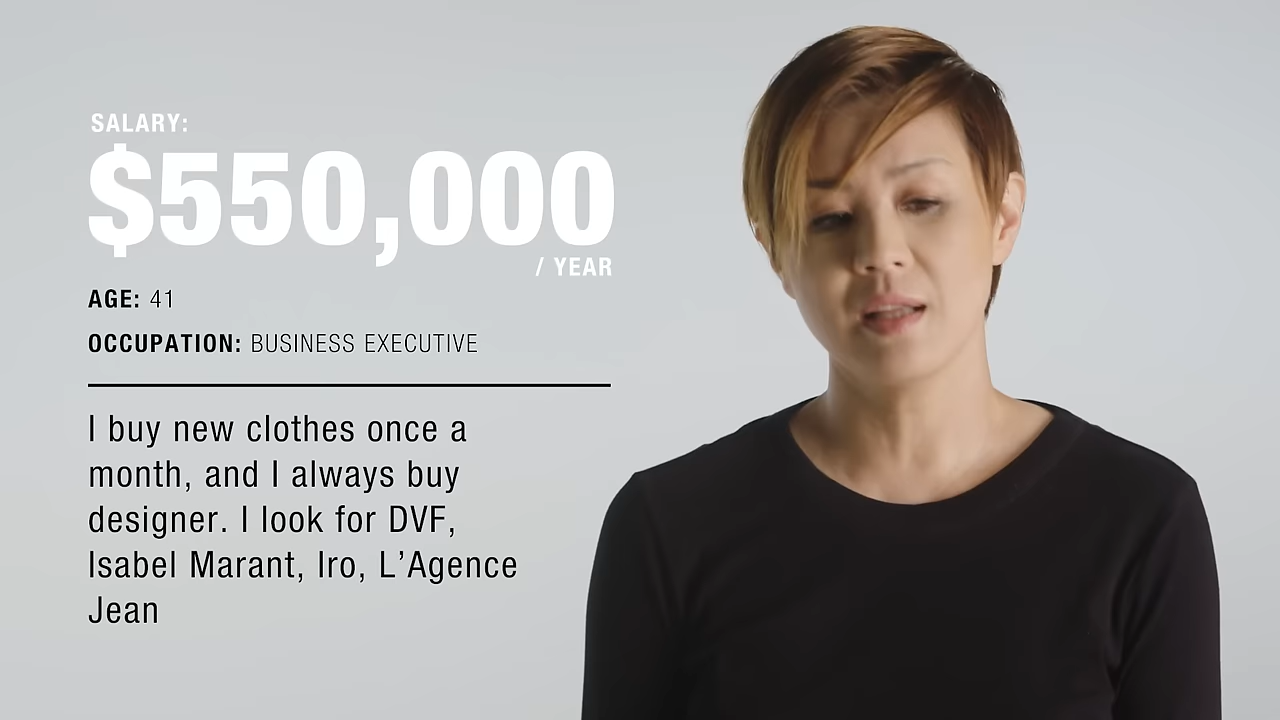 SALARY:
$550,000
/ YEAR
AGE: 41
OCCUPATION: BUSINESS EXECUTIVE
I buy new clothes once a
month, and I always buy
designer. I look for DVF,
Isabel Marant, Iro, L’Agence
Jean